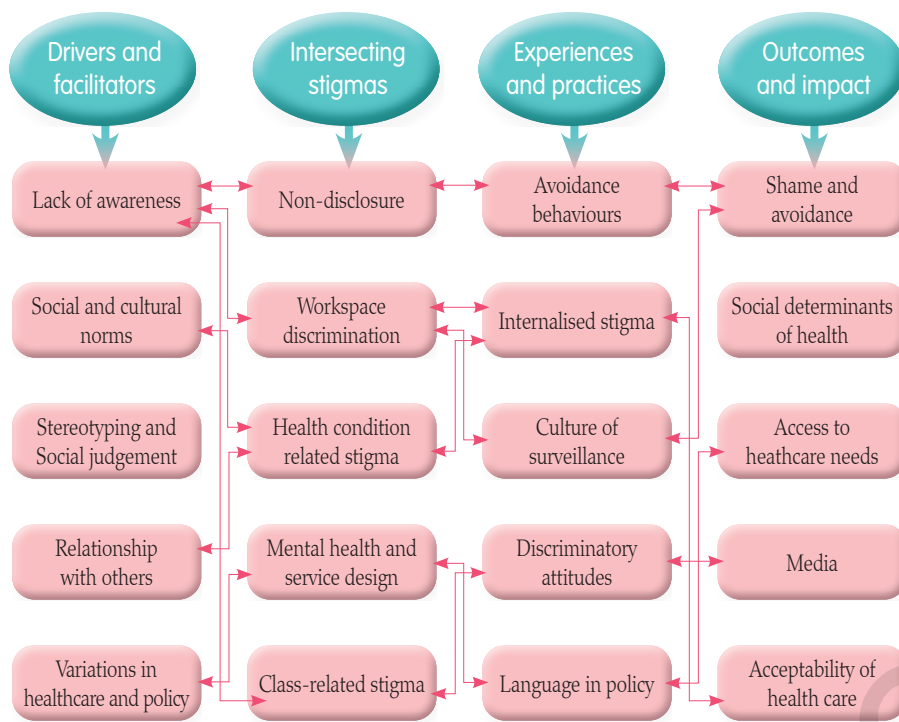 Drivers and
facilitators
Intersecting
stigmas
Experiences
and practices
Outcomes
and impact
Lack of awareness
Non-disclosure
Avoidance
behaviours
Shame and
avoidance
Social and cultural
norms
Workspace
discrimination
Internalised stigma
Social determinants
of health
Stereotyping and
Social judgement
Health condition
related stigma
Culture of
surveillance
Access to
heathcare needs
Relationship
with others
Mental health and
service design
Discriminatory
attitudes
Media
Variations in
healthcare and policy
Class-related stigma
Language in policy
Acceptability of
health care